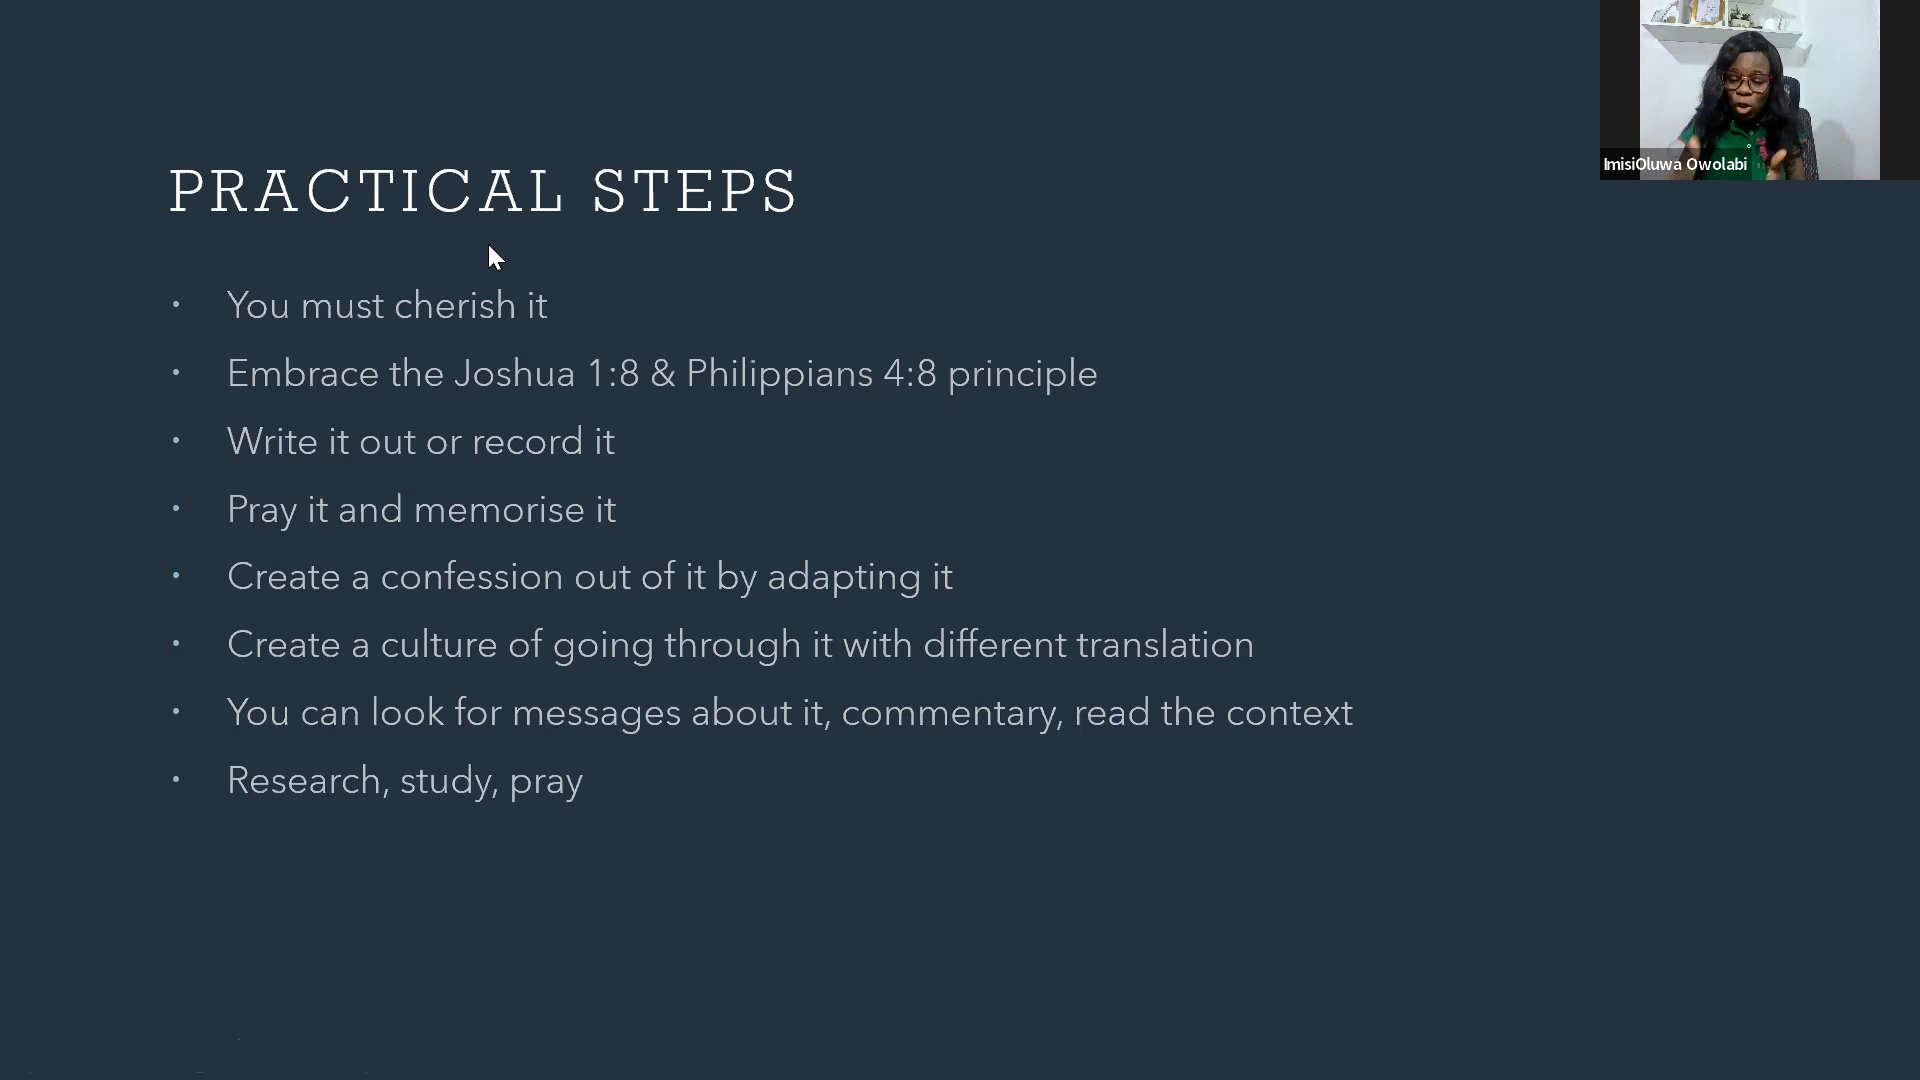 PRACTICAL STEPS
• You must cherish it
• Embrace the Joshua 1:8 & Philippians 4:8 principle
• Write it out or record it
• Pray it and memorise it
• Create a confession out of it by adapting it
• Create a culture of going through it with different translation
• You can look for messages about it, commentary, read the context
• Research, study, pray
ImisiOluwa Owolabi